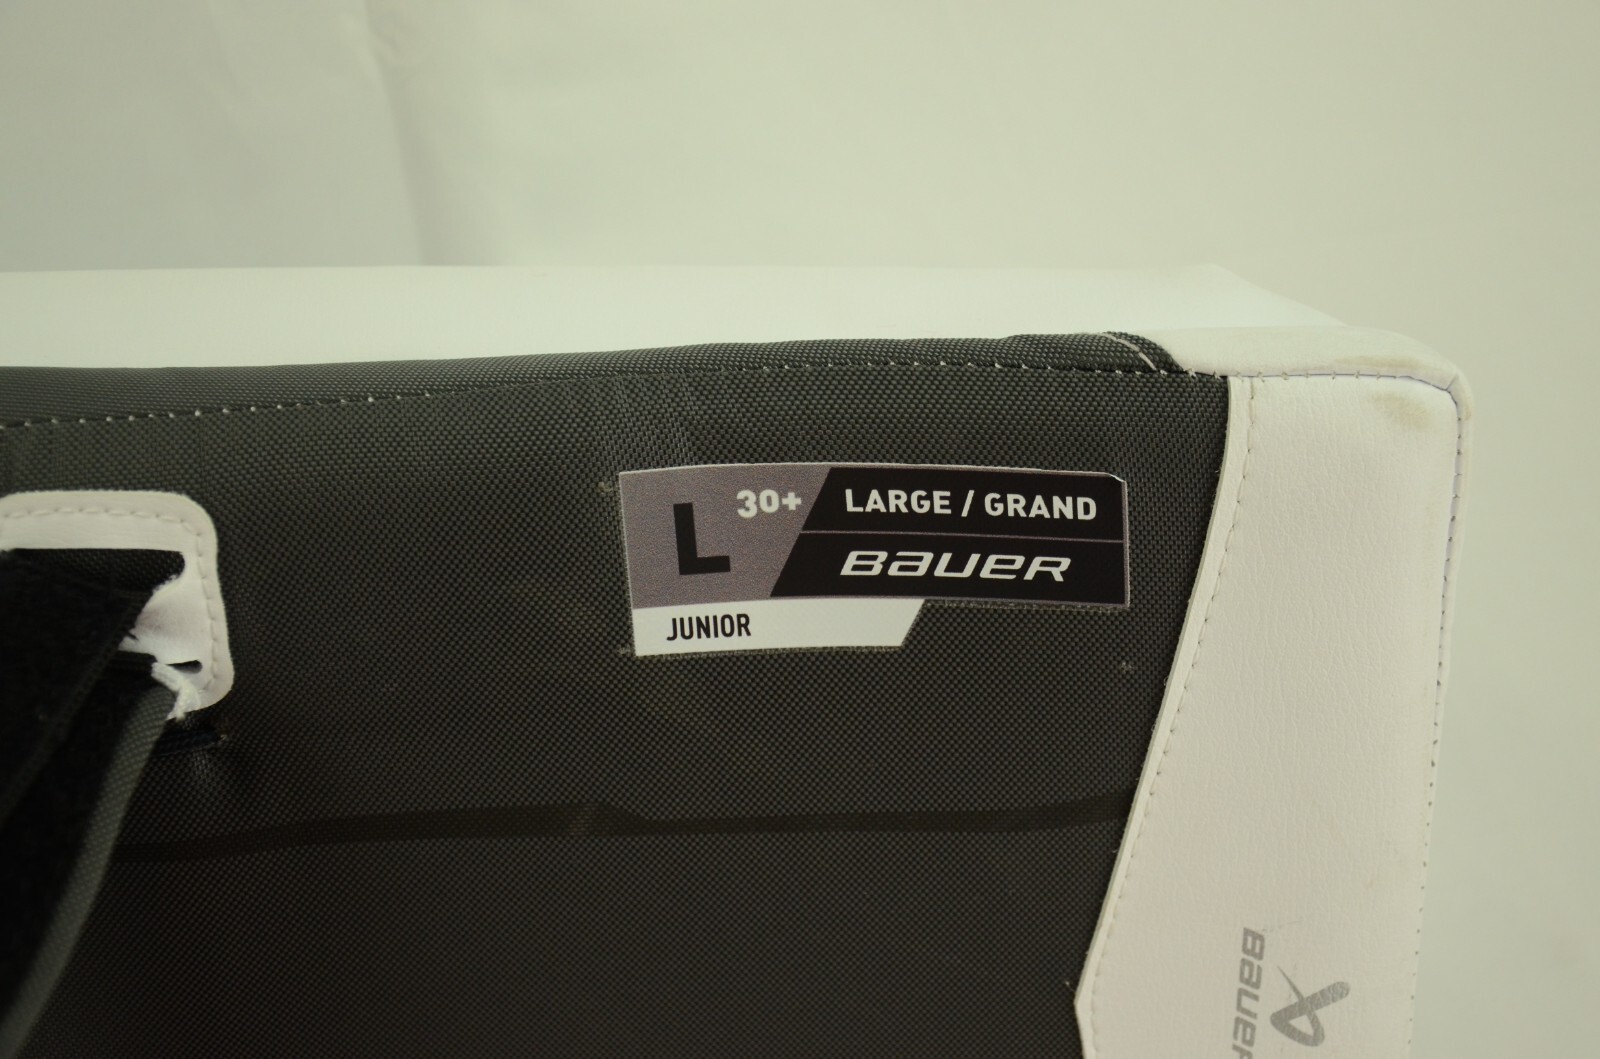 L 30+ LARGE / GRAND
BAUER
JUNIOR
BAUER